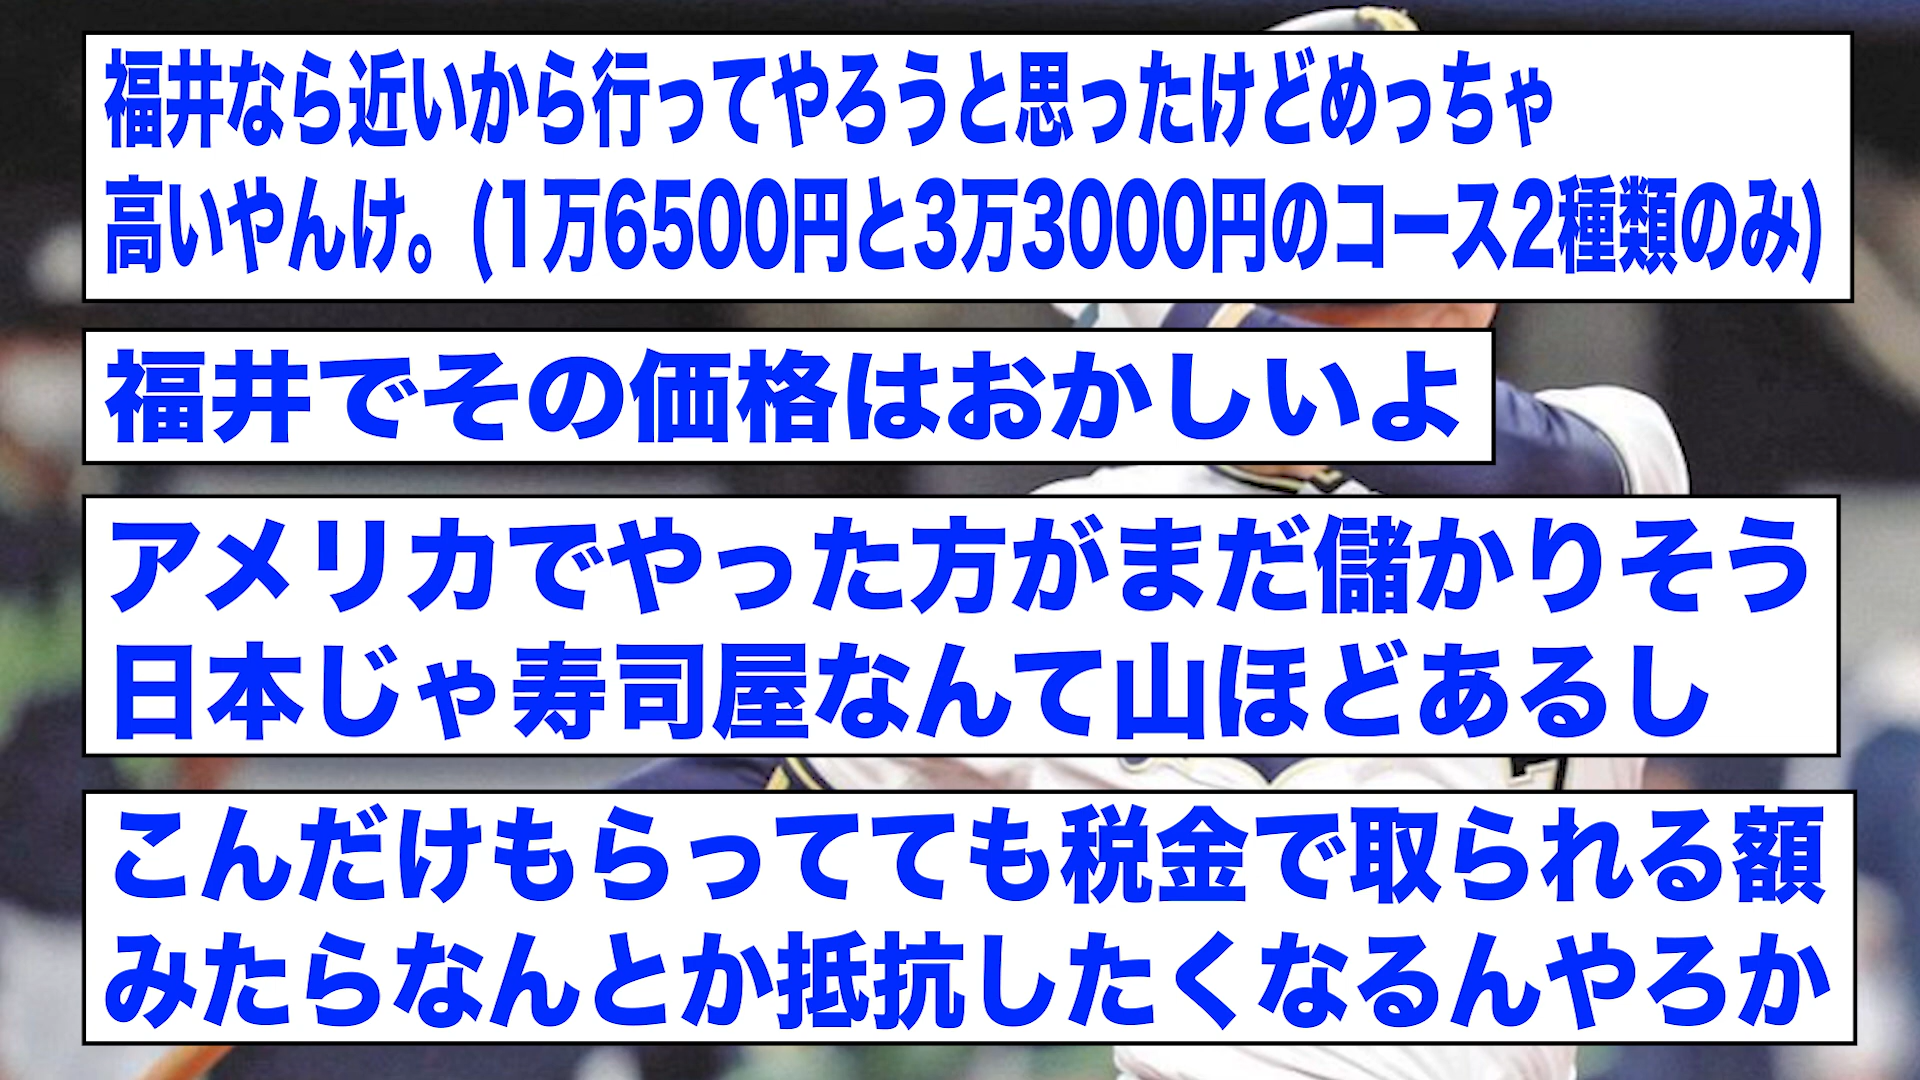 福井なら近いから行ってやろうと思ったけどめっちゃ
高いやんけ。(1万6500円と3万3000円のコース2種類のみ)
福井でその価格はおかしいよ
アメリカでやった方がまだ儲かりそう
日本じゃ寿司屋なんて山ほどあるし
こんだけもらってても税金で取られる額
みたらなんとか抵抗したくなるんやろか